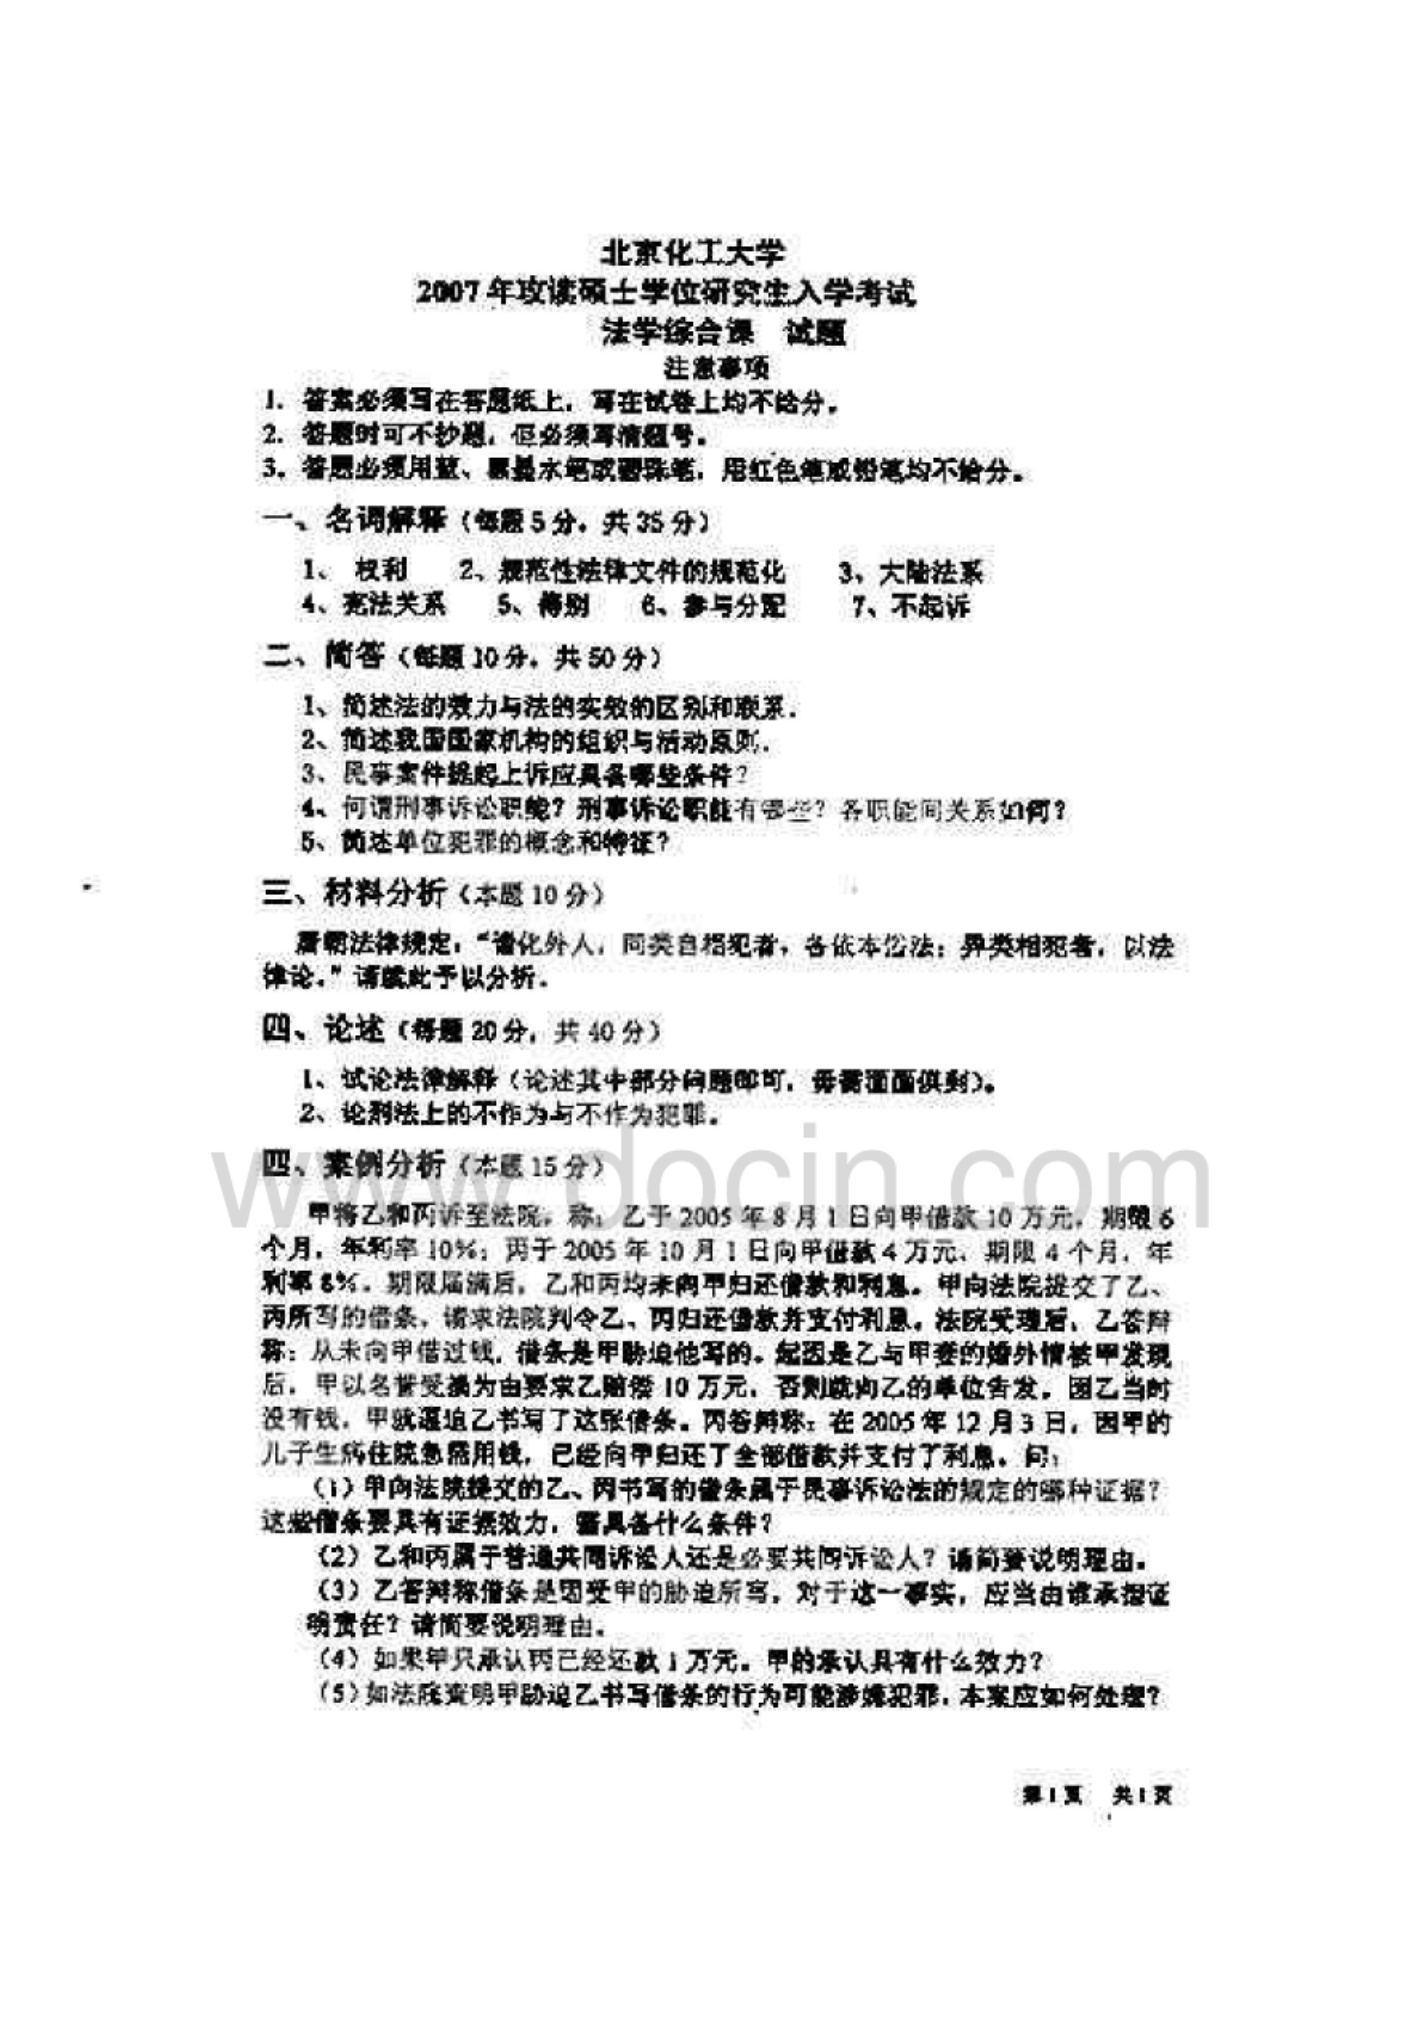 北京化工大学
2007年攻读硕士学位研究生入学考试
法学综合课 试题
注意事项
1. 答案必须写在答题纸上，写在试卷上均不给分。
2. 答题时可不抄题，但必须写清题号。
3. 答题必须用蓝、黑墨水笔或圆珠笔，用红色笔或铅笔均不给分。
一、名词解释（每题5分，共35分）
1、 权利 2、规范性法律文件的规范化 3、大陆法系
4、宪法关系 5、特别 6、参与分配 7、不起诉
二、简答（每题10分，共50分）
1、简述法的效力与法的实效的区别和联系.
2、简述我国国家机构的组织与活动原则.
3、民事案件提起上诉应具备哪些条件？
4、何谓刑事诉讼职能？刑事诉讼职能有哪些？各职能间关系如何？
5、简述单位犯罪的概念和特征？
三、材料分析（本题10分）
唐朝法律规定：“诸化外人，同类自相犯者，各依本俗法；异类相犯者，以法
律论。”请就此予以分析.
四、论述（每题20分，共40分）
1、试论法律解释（论述其中部分问题即可，毋需面面俱到）。
2、论刑法上的不作为与不作为犯罪.
四、案例分析（本题15分）
www.docin.com
甲将乙和丙诉至法院，称：乙于2005年8月1日向甲借款10万元，期限6
个月，年利率10%；丙于2005年10月1日向甲借款4万元、期限4个月，年
利率8%。期限届满后，乙和丙均未向甲归还借款和利息。甲向法院提交了乙、
丙所写的借条，请求法院判令乙、丙归还借款并支付利息。法院受理后，乙答辩
称：从未向甲借过钱，借条是甲胁迫他写的。起因是乙与甲妻的婚外情被甲发现
后，甲以名誉受损为由要求乙赔偿10万元，否则就向乙的单位告发，因乙当时
没有钱，甲就逼迫乙书写了这张借条。丙答辩称：在2005年12月3日，因甲的
儿子生病住院急需用钱，已经向甲归还了全部借款并支付了利息。问：
（1）甲向法院提交的乙、丙书写的借条属于民事诉讼法的规定的哪种证据？
这些借条要具有证据效力，需具备什么条件？
（2）乙和丙属于普通共同诉讼人还是必要共同诉讼人？请简要说明理由。
（3）乙答辩称借条是因受甲的胁迫所写，对于这一事实，应当由谁承担证
明责任？请简要说明理由。
（4）如果甲只承认丙已经还款1万元。甲的承认具有什么效力？
（5）如法院查明甲胁迫乙书写借条的行为可能涉嫌犯罪，本案应如何处理？
第1页 共1页